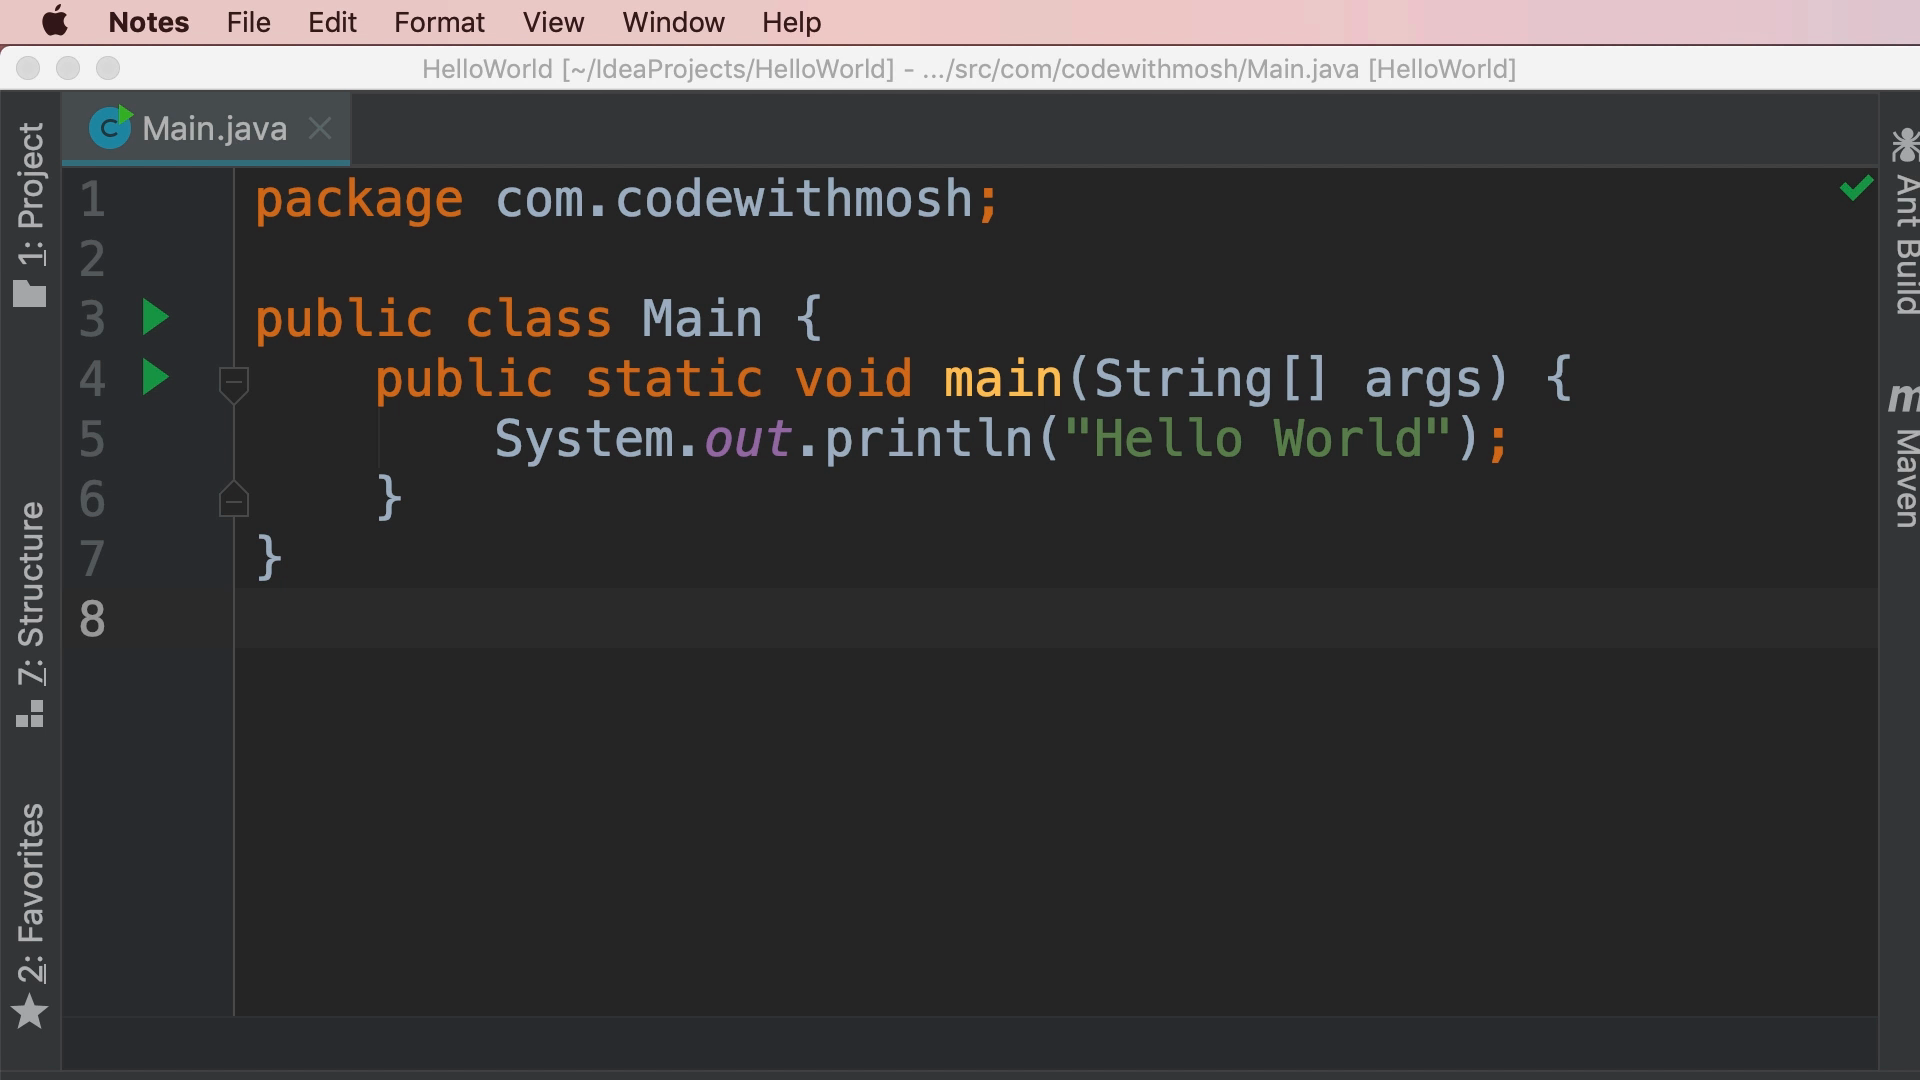 Notes File Edit Format View Window Help
HelloWorld [~/IdeaProjects/HelloWorld] - .../src/com/codewithmosh/Main.java [HelloWorld]
1: Project
7: Structure
2: Favorites
C Main.java
1 package com.codewithmosh;
2
3 public class Main {
4 public static void main(String[] args) {
5 System.out.println("Hello World");
6 }
7 }
8
Ant Build
m Maven